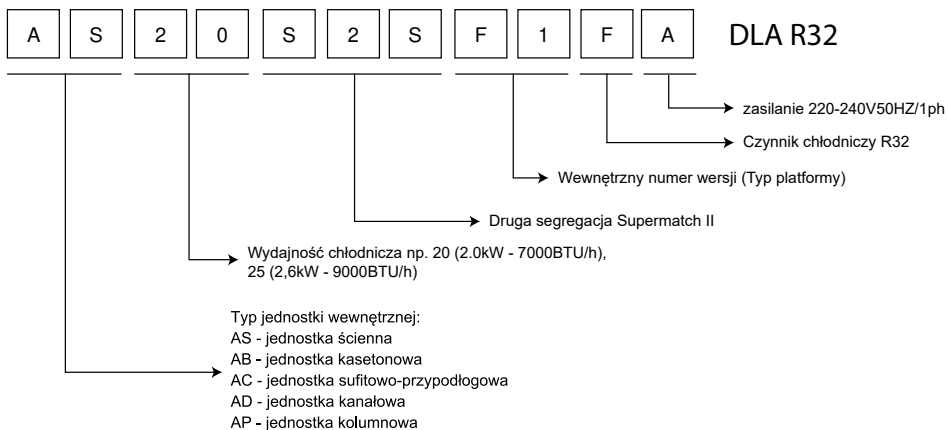 A S 2 0 S 2 S F 1 F A DLA R32
zasilanie 220-240V50HZ/1ph
Czynnik chłodniczy R32
Wewnętrzny numer wersji (Typ platformy)
Druga segregacja Supermatch II
Wydajność chłodnicza np. 20 (2.0kW - 7000BTU/h),
25 (2,6kW - 9000BTU/h)
Typ jednostki wewnętrznej:
AS - jednostka ścienna
AB - jednostka kasetonowa
AC - jednostka sufitowo-przypodłogowa
AD - jednostka kanałowa
AP - jednostka kolumnowa